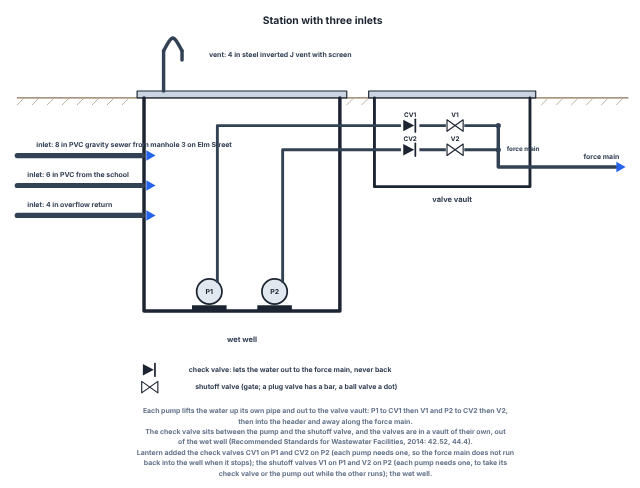 Station with three inlets
vent: 4 in steel inverted J vent with screen
CV1 V1
inlet: 8 in PVC gravity sewer from manhole 3 on Elm Street
CV2 V2
force main
force main
inlet: 6 in PVC from the school
valve vault
inlet: 4 in overflow return
P1 P2
wet well
check valve: lets the water out to the force main, never back
shutoff valve (gate; a plug valve has a bar, a ball valve a dot)
Each pump lifts the water up its own pipe and out to the valve vault: P1 to CV1 then V1 and P2 to CV2 then V2,
then into the header and away along the force main.
The check valve sits between the pump and the shutoff valve, and the valves are in a vault of their own, out
of the wet well (Recommended Standards for Wastewater Facilities, 2014: 42.52, 44.4).
Lantern added the check valves CV1 on P1 and CV2 on P2 (each pump needs one, so the force main does not run
back into the well when it stops); the shutoff valves V1 on P1 and V2 on P2 (each pump needs one, to take its
check valve or the pump out while the other runs); the wet well.